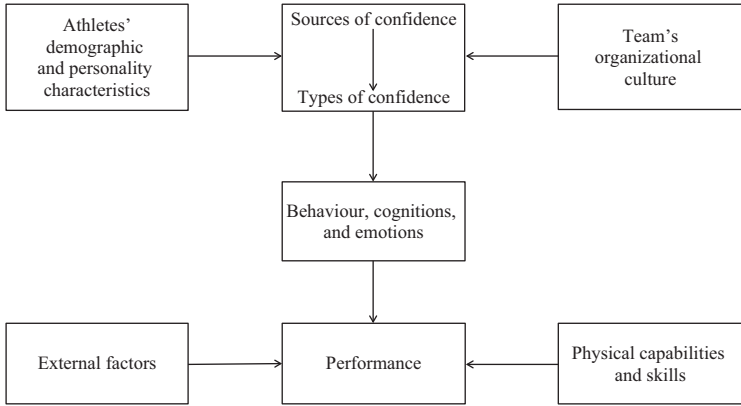 Athletes'
demographic
and personality
characteristics
Sources of confidence
Types of confidence
Team's
organizational
culture
Behaviour, cognitions,
and emotions
External factors
Performance
Physical capabilities
and skills